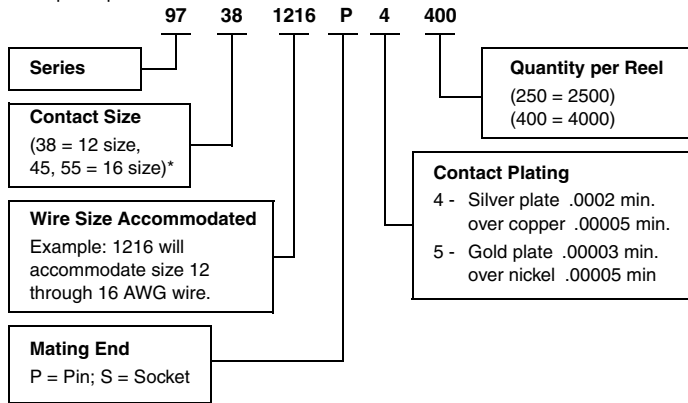 97 38 1216 P 4 400
Series
Contact Size
(38 = 12 size,
45, 55 = 16 size)*
Wire Size Accommodated
Example: 1216 will
accommodate size 12
through 16 AWG wire.
Mating End
P = Pin; S = Socket
Quantity per Reel
(250 = 2500)
(400 = 4000)
Contact Plating
4 - Silver plate .0002 min.
over copper .00005 min.
5 - Gold plate .00003 min.
over nickel .00005 min